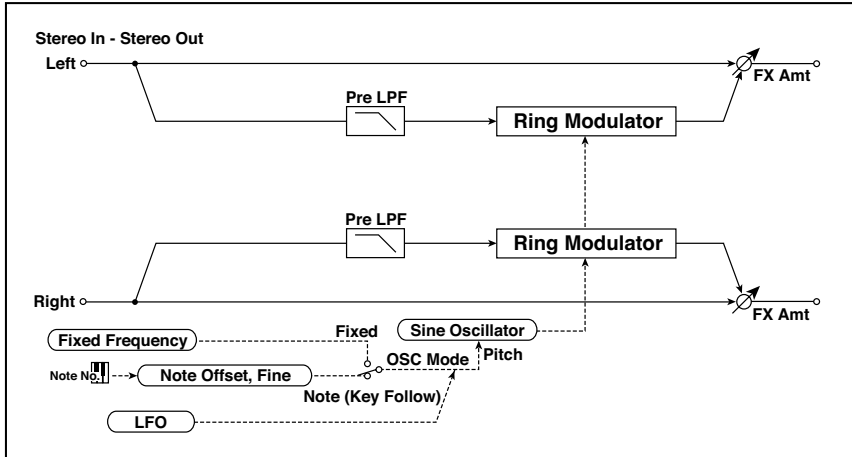 Stereo In - Stereo Out
Left
FX Amt
Pre LPF
Ring Modulator
Pre LPF
Ring Modulator
Right
FX Amt
Fixed
Sine Oscillator
Fixed Frequency
OSC Mode
Pitch
Note No.
Note Offset, Fine
Note (Key Follow)
LFO